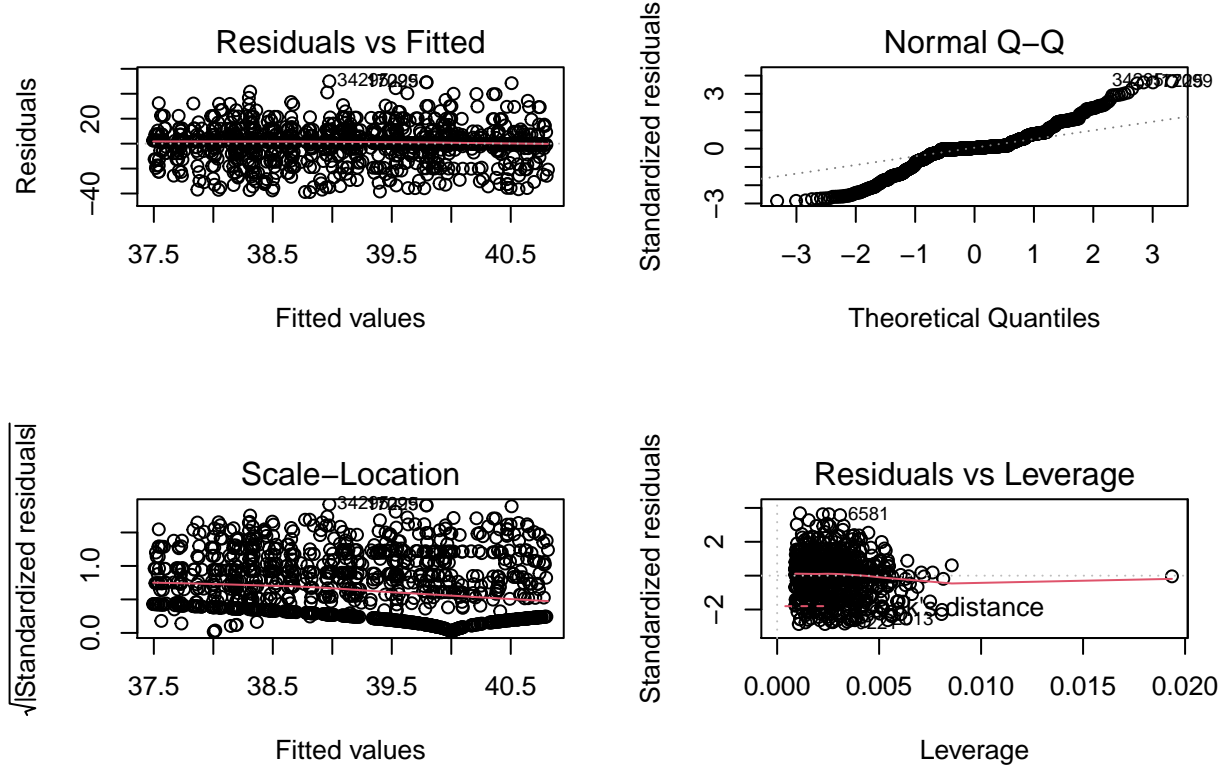 Residuals vs Fitted
Residuals
20
−40
37.5 38.5 39.5 40.5
Fitted values
Normal Q−Q
Standardized residuals
3
0
−3
−3 −2 −1 0 1 2 3
Theoretical Quantiles
Scale−Location
√|Standardized residuals|
1.0
0.0
37.5 38.5 39.5 40.5
Fitted values
Residuals vs Leverage
Standardized residuals
2
−2
6581
distance
0.000 0.005 0.010 0.015 0.020
Leverage